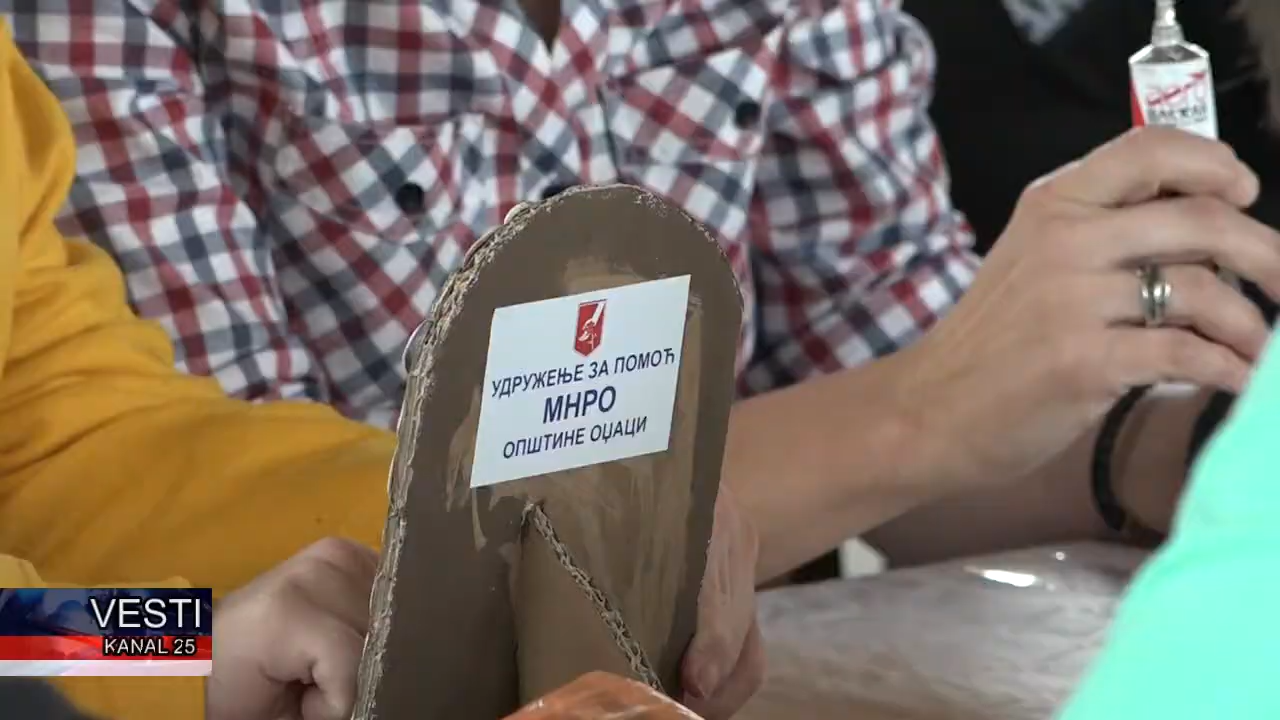 УДРУЖЕЊЕ ЗА ПОМОЋ
МНРО
ОПШТИНЕ ОЏАЦИ
VESTI
KANAL 25